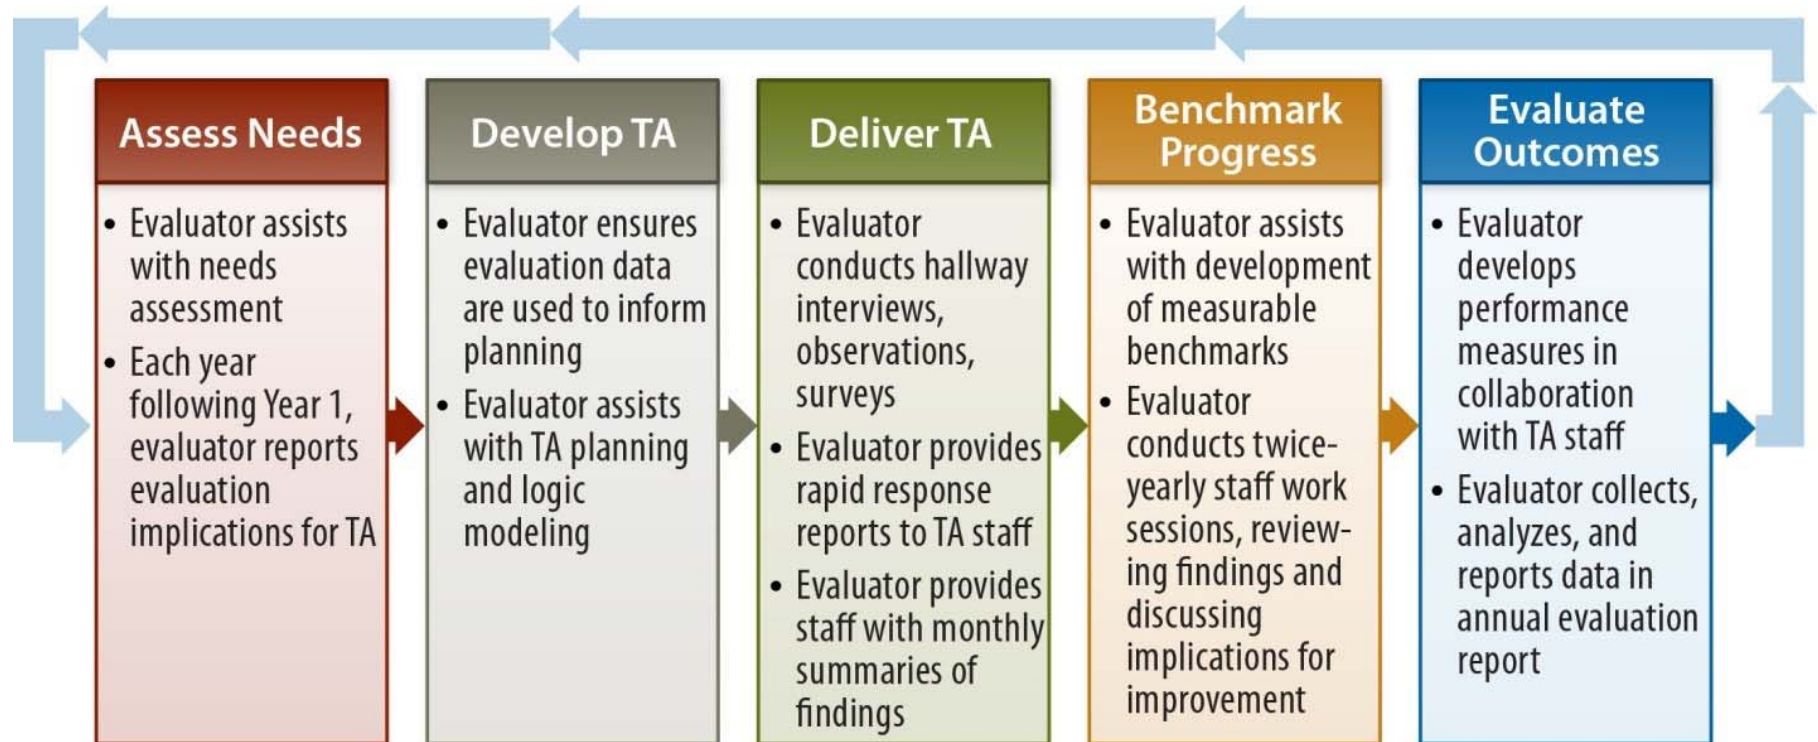 Assess Needs
• Evaluator assists
with needs
assessment
• Each year
following Year 1,
evaluator reports
evaluation
implications for TA
Develop TA
• Evaluator ensures
evaluation data
are used to inform
planning
• Evaluator assists
with TA planning
and logic
modeling
Deliver TA
• Evaluator
conducts hallway
interviews,
observations,
surveys
• Evaluator provides
rapid response
reports to TA staff
• Evaluator provides
staff with monthly
summaries of
findings
Benchmark
Progress
• Evaluator assists
with development
of measurable
benchmarks
• Evaluator
conducts twice-
yearly staff work
sessions, review-
ing findings and
discussing
implications for
improvement
Evaluate
Outcomes
• Evaluator
develops
performance
measures in
collaboration
with TA staff
• Evaluator collects,
analyzes, and
reports data in
annual evaluation
report